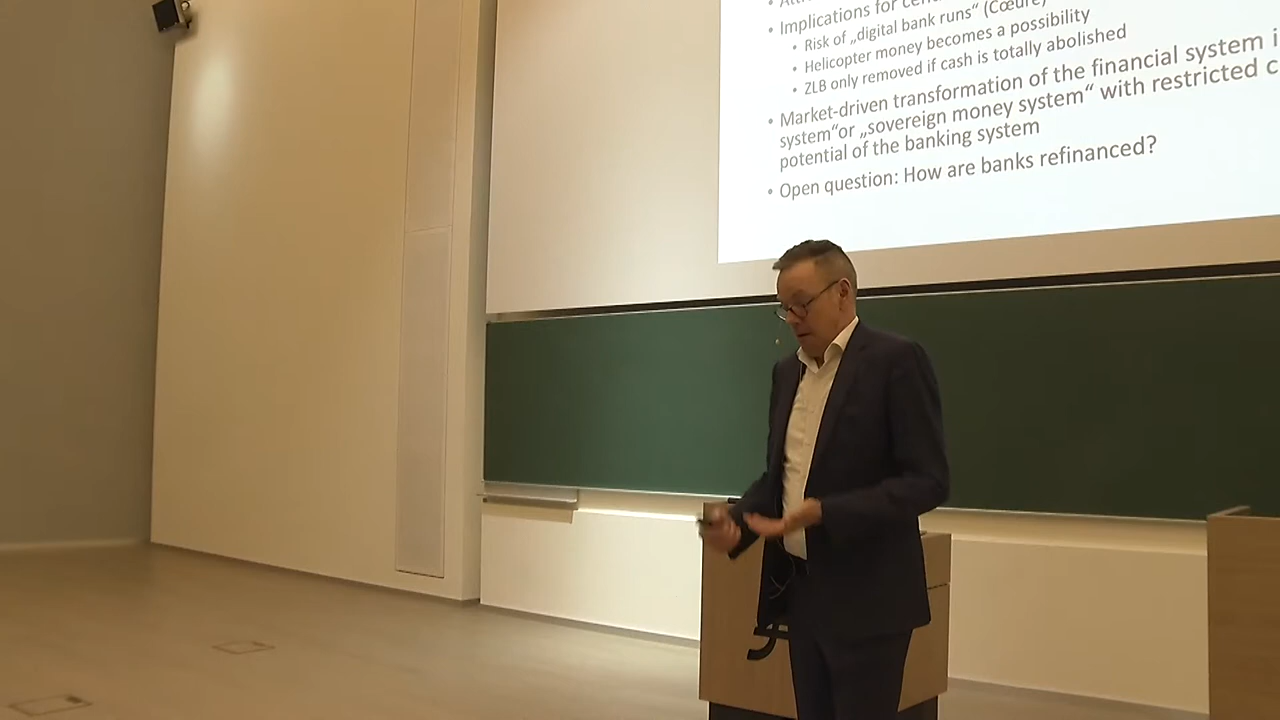 • Implications for cen
• Risk of „digital bank runs“ (Cœuré)
• Helicopter money becomes a possibility
• ZLB only removed if cash is totally abolished
• Market-driven transformation of the financial system i
system“or „sovereign money system“ with restricted c
potential of the banking system
• Open question: How are banks refinanced?